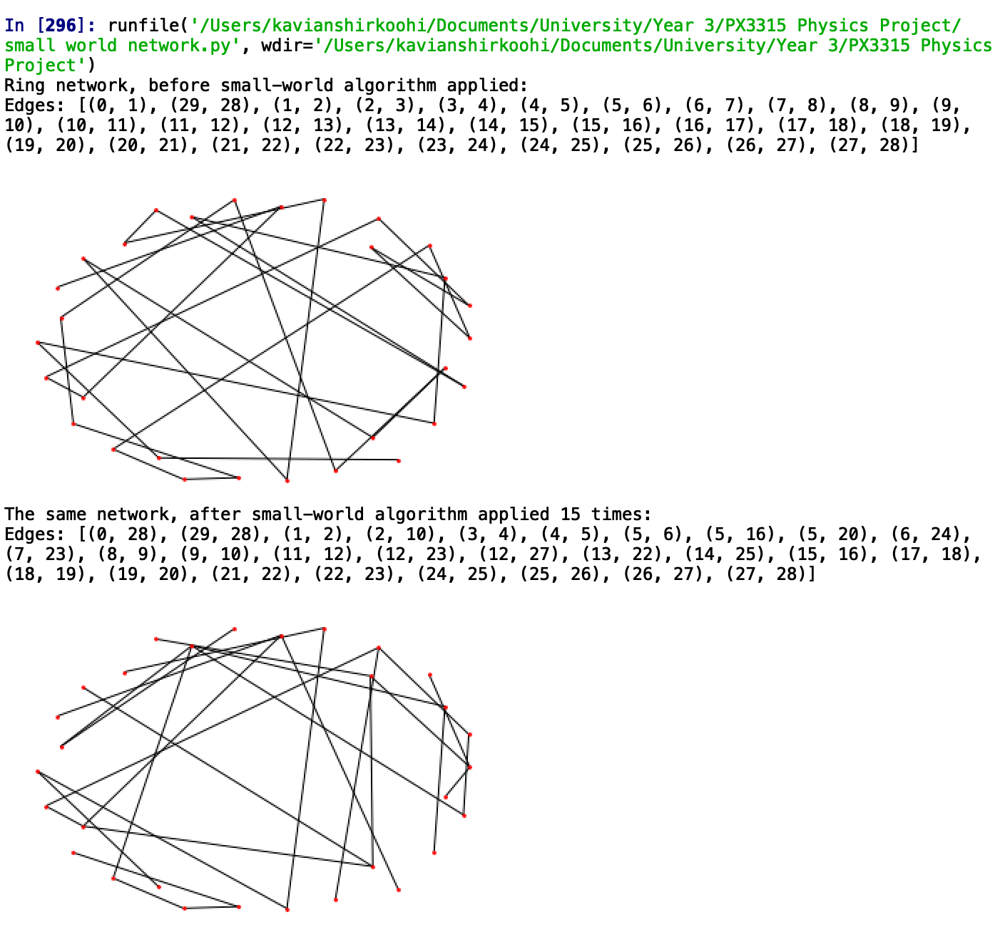 In [296]: runfile('/Users/kavianshirkoohi/Documents/University/Year 3/PX3315 Physics Project/
small world network.py', wdir='/Users/kavianshirkoohi/Documents/University/Year 3/PX3315 Physics
Project')
Ring network, before small-world algorithm applied:
Edges: [(0, 1), (29, 28), (1, 2), (2, 3), (3, 4), (4, 5), (5, 6), (6, 7), (7, 8), (8, 9), (9,
10), (10, 11), (11, 12), (12, 13), (13, 14), (14, 15), (15, 16), (16, 17), (17, 18), (18, 19),
(19, 20), (20, 21), (21, 22), (22, 23), (23, 24), (24, 25), (25, 26), (26, 27), (27, 28)]
The same network, after small-world algorithm applied 15 times:
Edges: [(0, 28), (29, 28), (1, 2), (2, 10), (3, 4), (4, 5), (5, 6), (5, 16), (5, 20), (6, 24),
(7, 23), (8, 9), (9, 10), (11, 12), (12, 23), (12, 27), (13, 22), (14, 25), (15, 16), (17, 18),
(18, 19), (19, 20), (21, 22), (22, 23), (24, 25), (25, 26), (26, 27), (27, 28)]